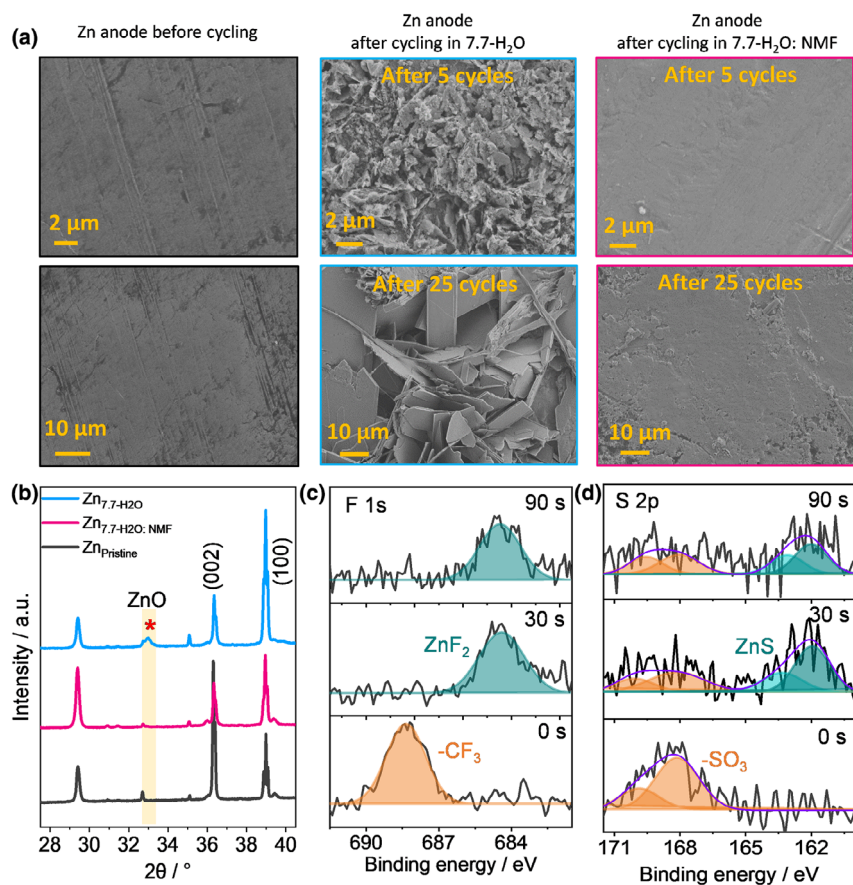 (a)
Zn anode before cycling
Zn anode
after cycling in 7.7-H₂O
Zn anode
after cycling in 7.7-H₂O: NMF
2 μm
After 5 cycles
2 μm
After 5 cycles
2 μm
10 μm
After 25 cycles
10 μm
After 25 cycles
10 μm
(b)
Zn7.7-H2O
Zn7.7-H2O: NMF
ZnPristine
ZnO
*
(002)
(100)
Intensity / a.u.
28 30 32 34 36 38 40
2θ / °
(c)
F 1s
90 s
30 s
ZnF₂
0 s
-CF₃
690 687 684
Binding energy / eV
(d)
S 2p
90 s
30 s
ZnS
0 s
-SO₃
171 168 165 162
Binding energy / eV